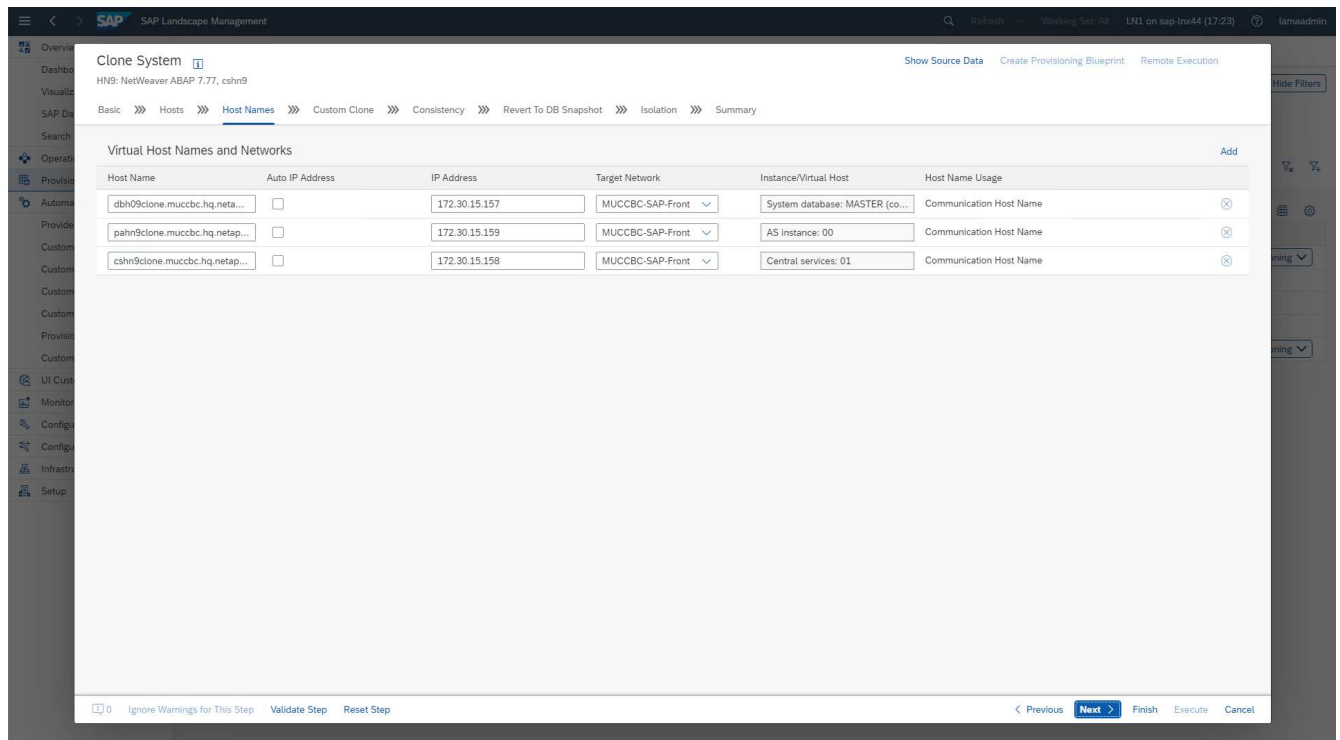 SAP SAP Landscape Management Refresh Working Set: All LN1 on sap-lnx44 (17:23) lamaadmin
Clone System
HN9: NetWeaver ABAP 7.77, cshn9
Show Source Data Create Provisioning Blueprint Remote Execution
Basic Hosts Host Names Custom Clone Consistency Revert To DB Snapshot Isolation Summary
Virtual Host Names and Networks
Add
Host Name Auto IP Address IP Address Target Network Instance/Virtual Host Host Name Usage
dbh09clone.muccbc.hq.neta... 172.30.15.157 MUCCBC-SAP-Front System database: MASTER (co... Communication Host Name
pahn9clone.muccbc.hq.netap... 172.30.15.159 MUCCBC-SAP-Front AS instance: 00 Communication Host Name
cshn9clone.muccbc.hq.netap... 172.30.15.158 MUCCBC-SAP-Front Central services: 01 Communication Host Name
Overvie
Dashbo
Visualiz
SAP Da
Search
Operati
Provisio
Automa
Provide
Custom
Custom
Custom
Custom
Provisio
Custom
UI Cust
Monitor
Configu
Configu
Infrastru
Setup
Hide Filters
oning
oning
0 Ignore Warnings for This Step Validate Step Reset Step
Previous Next Finish Execute Cancel